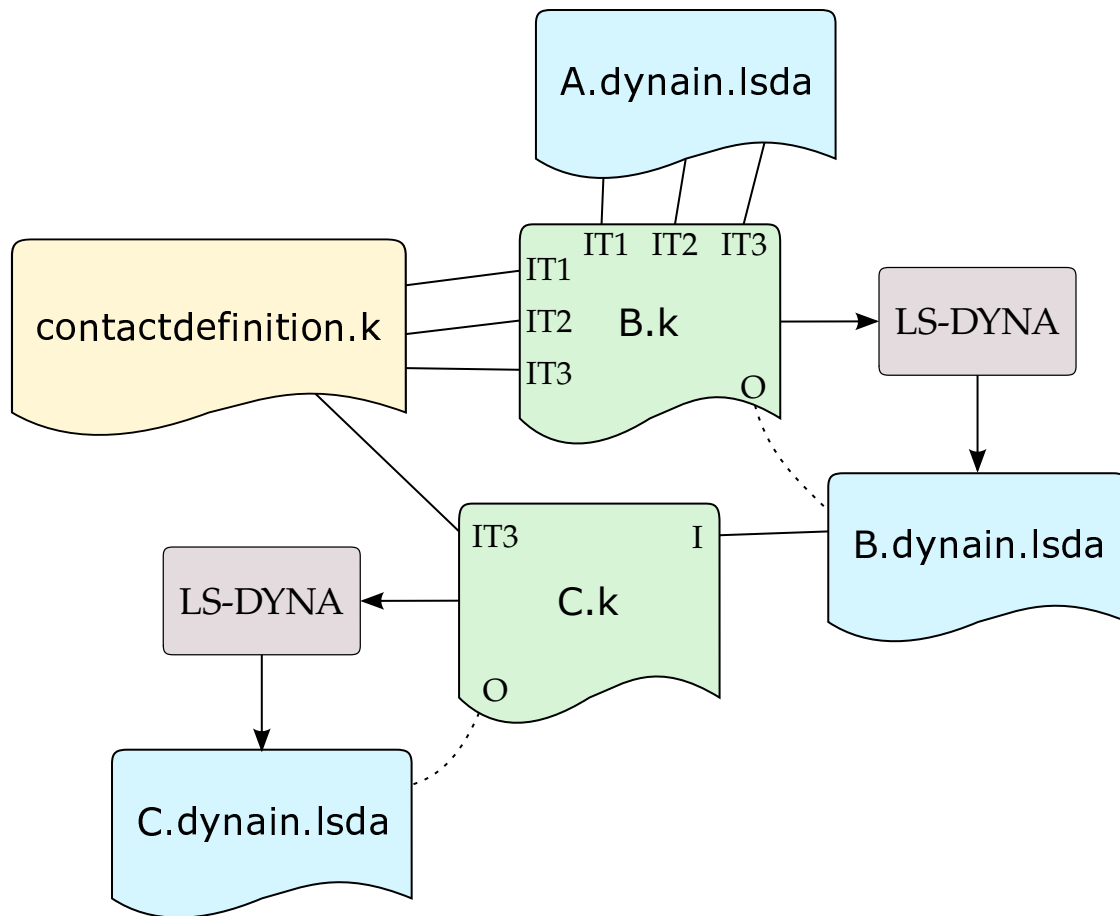 A.dynain.lsda
IT1 IT2 IT3
IT1
contactdefinition.k
IT2
B.k
LS-DYNA
IT3
O
IT3
I
B.dynain.lsda
LS-DYNA
C.k
O
C.dynain.lsda